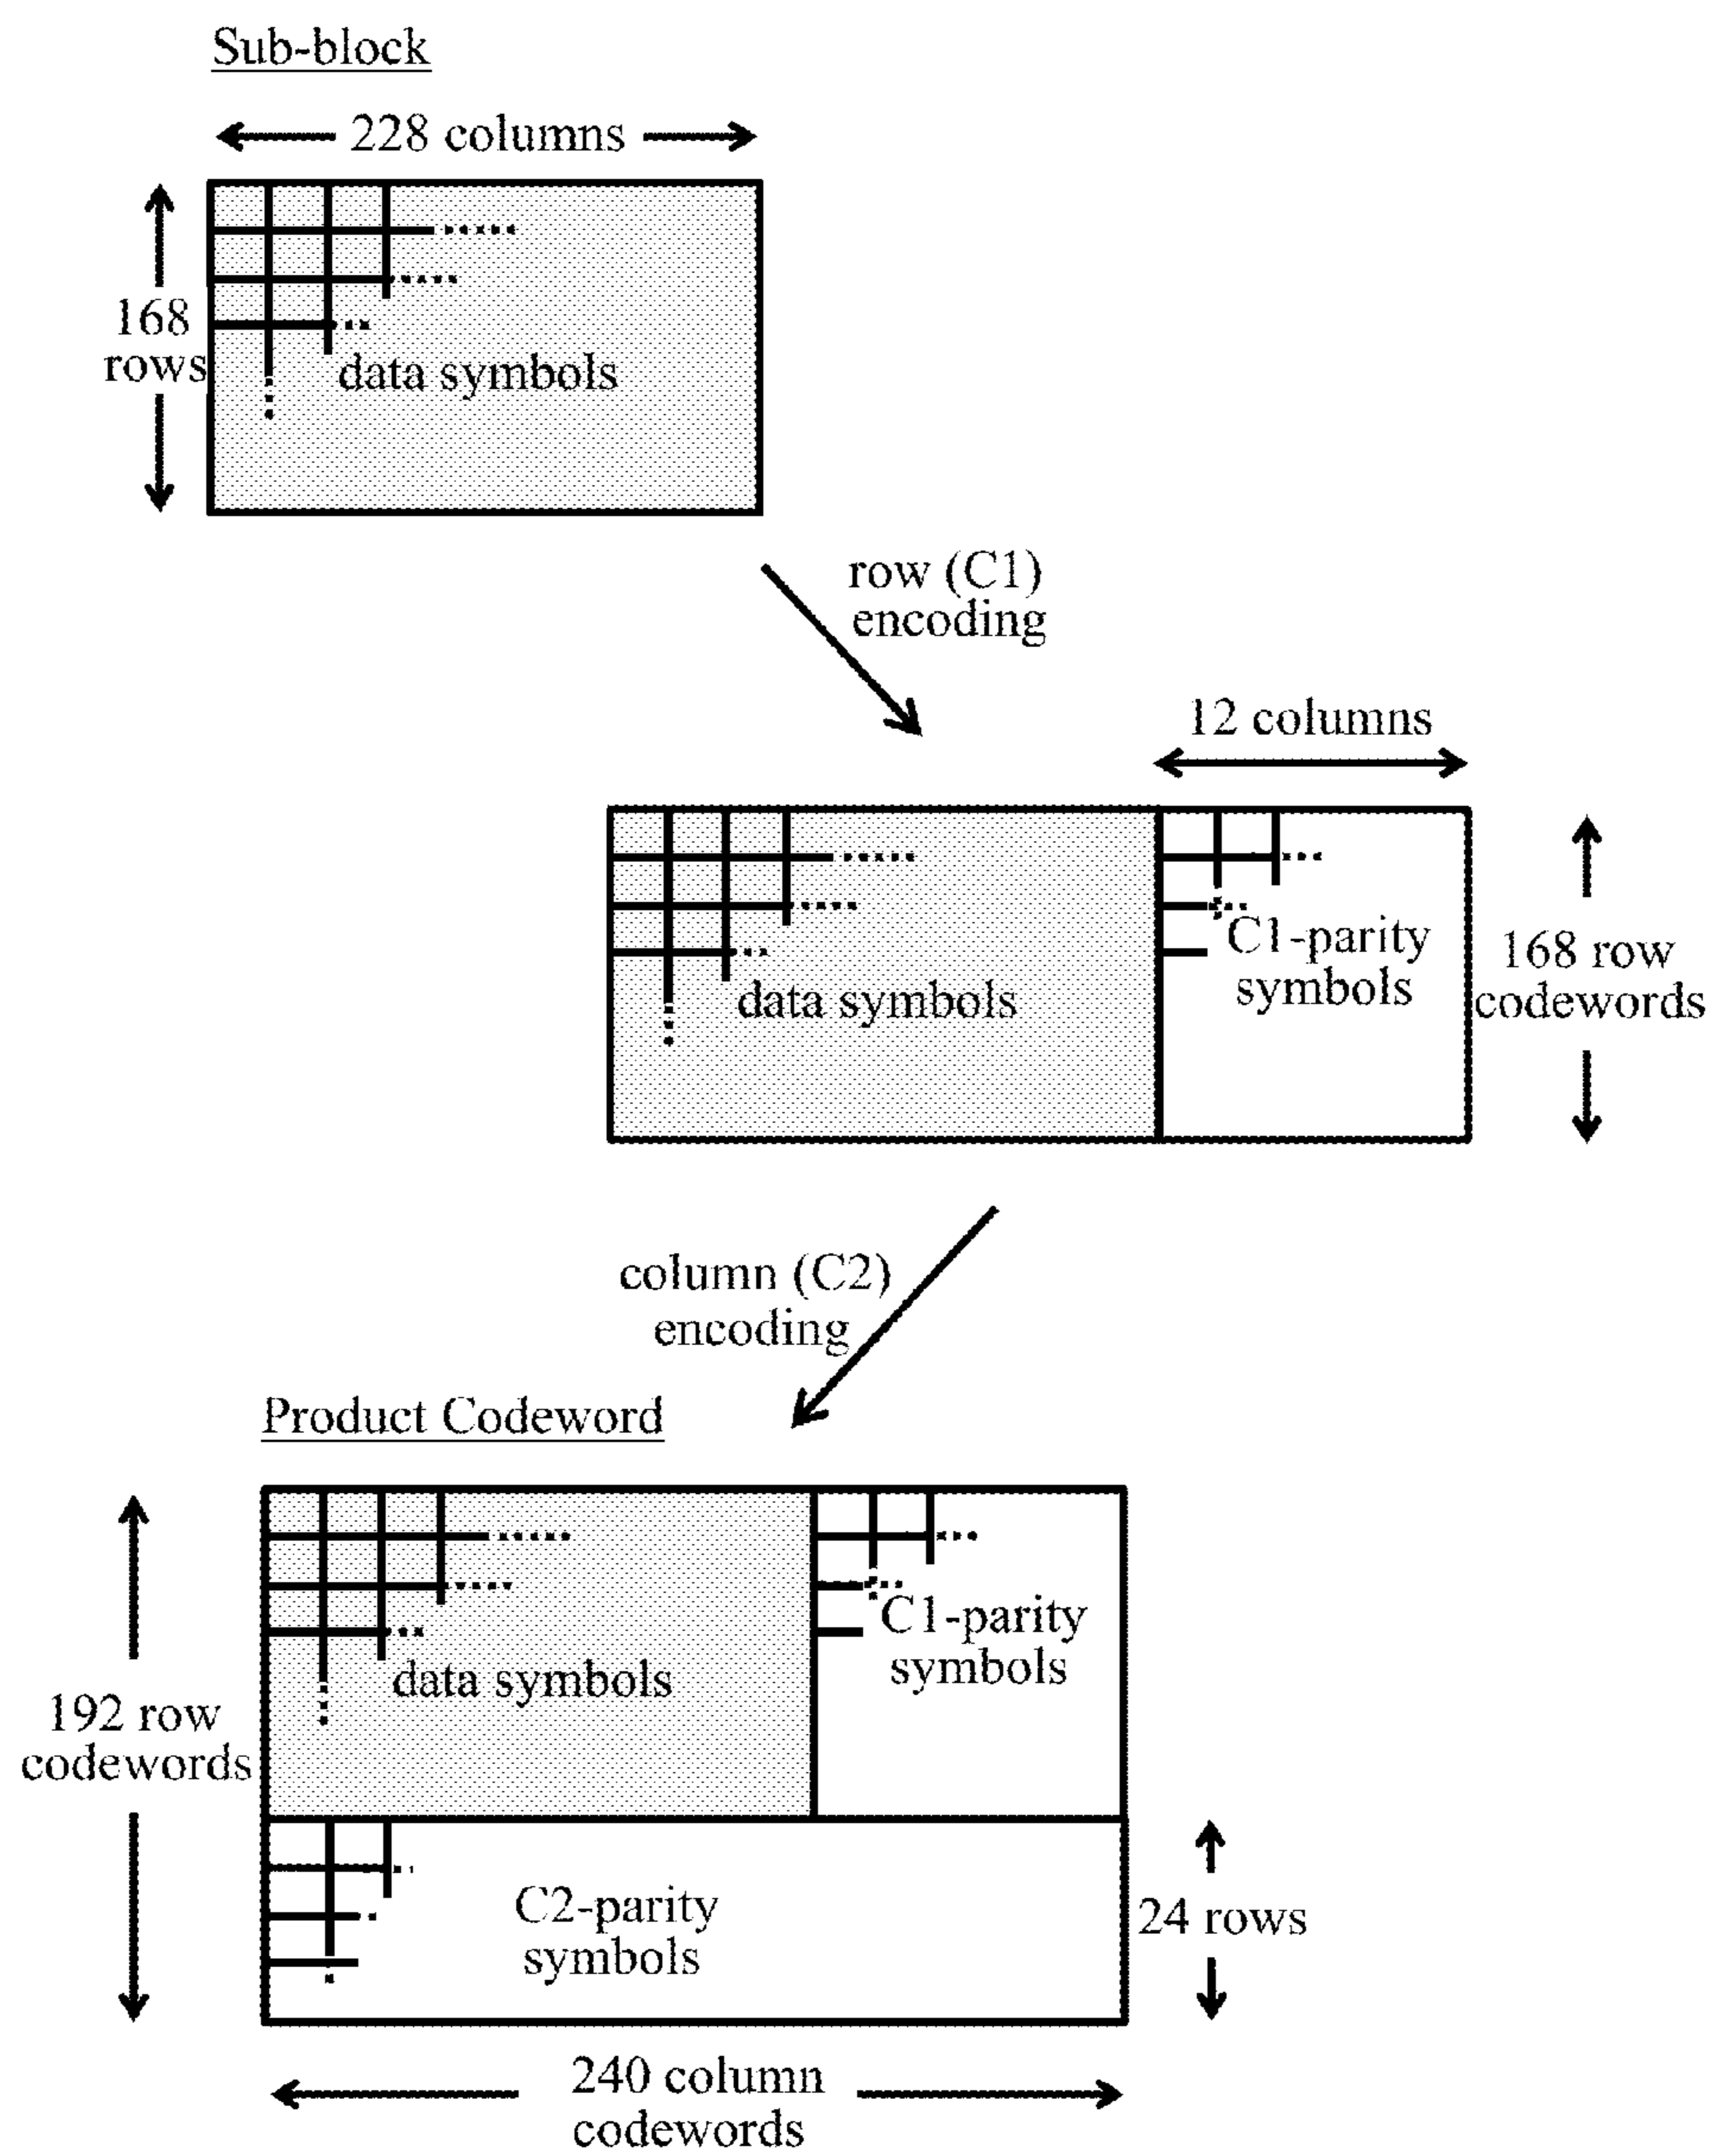 Sub-block
228 columns
168
rows
data symbols
row (C1)
encoding
12 columns
data symbols
C1-parity
symbols
168 row
codewords
column (C2)
encoding
Product Codeword
192 row
codewords
data symbols
C1-parity
symbols
C2-parity
symbols
24 rows
240 column
codewords